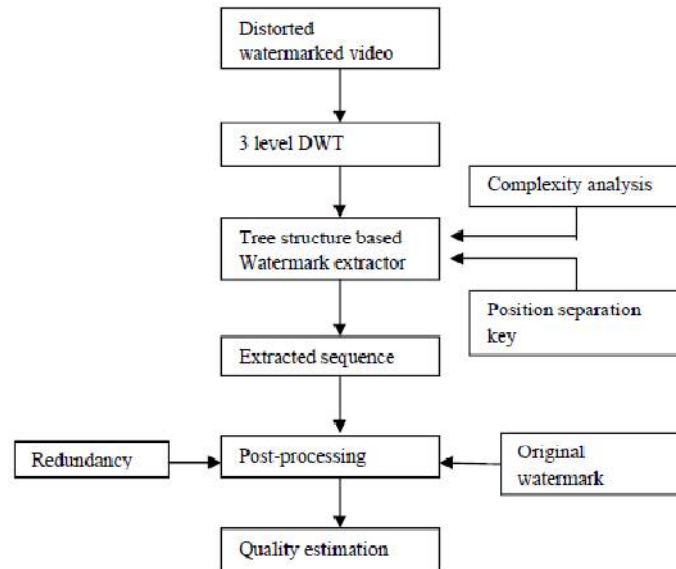 Distorted
watermarked video
3 level DWT
Complexity analysis
Tree structure based
Watermark extractor
Position separation
key
Extracted sequence
Redundancy
Post-processing
Original
watermark
Quality estimation